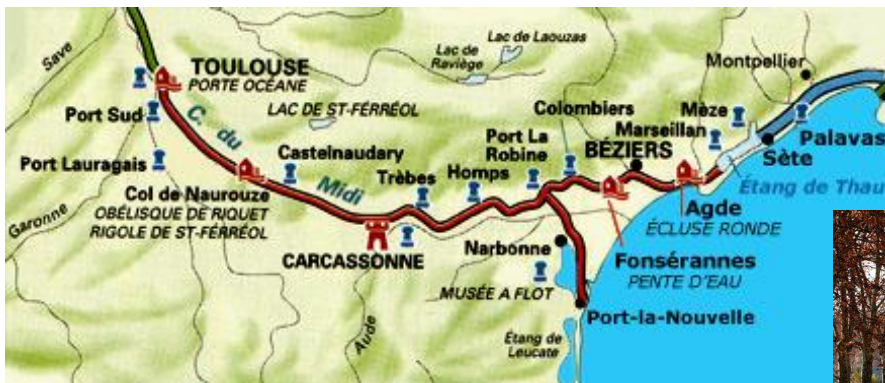 Save
TOULOUSE
PORTE OCÉANE
Port Sud
C. du
Midi
LAC DE ST-FÉRRÉOL
Lac de
Raviège
Lac de Laouzas
Montpellier
Port Lauragais
Castelnaudary
Trèbes
Homps
Port La
Robine
Colombiers
BÉZIERS
Marseillan
Mèze
Palavas
Sète
Étang de Thau
Col de Naurouze
OBÉLISQUE DE RIQUET
RIGOLE DE ST-FÉRRÉOL
Garonne
CARCASSONNE
Aude
Narbonne
MUSÉE A FLOT
Agde
ÉCLUSE RONDE
Fonsérannes
PENTE D'EAU
Port-la-Nouvelle
Étang de
Leucate